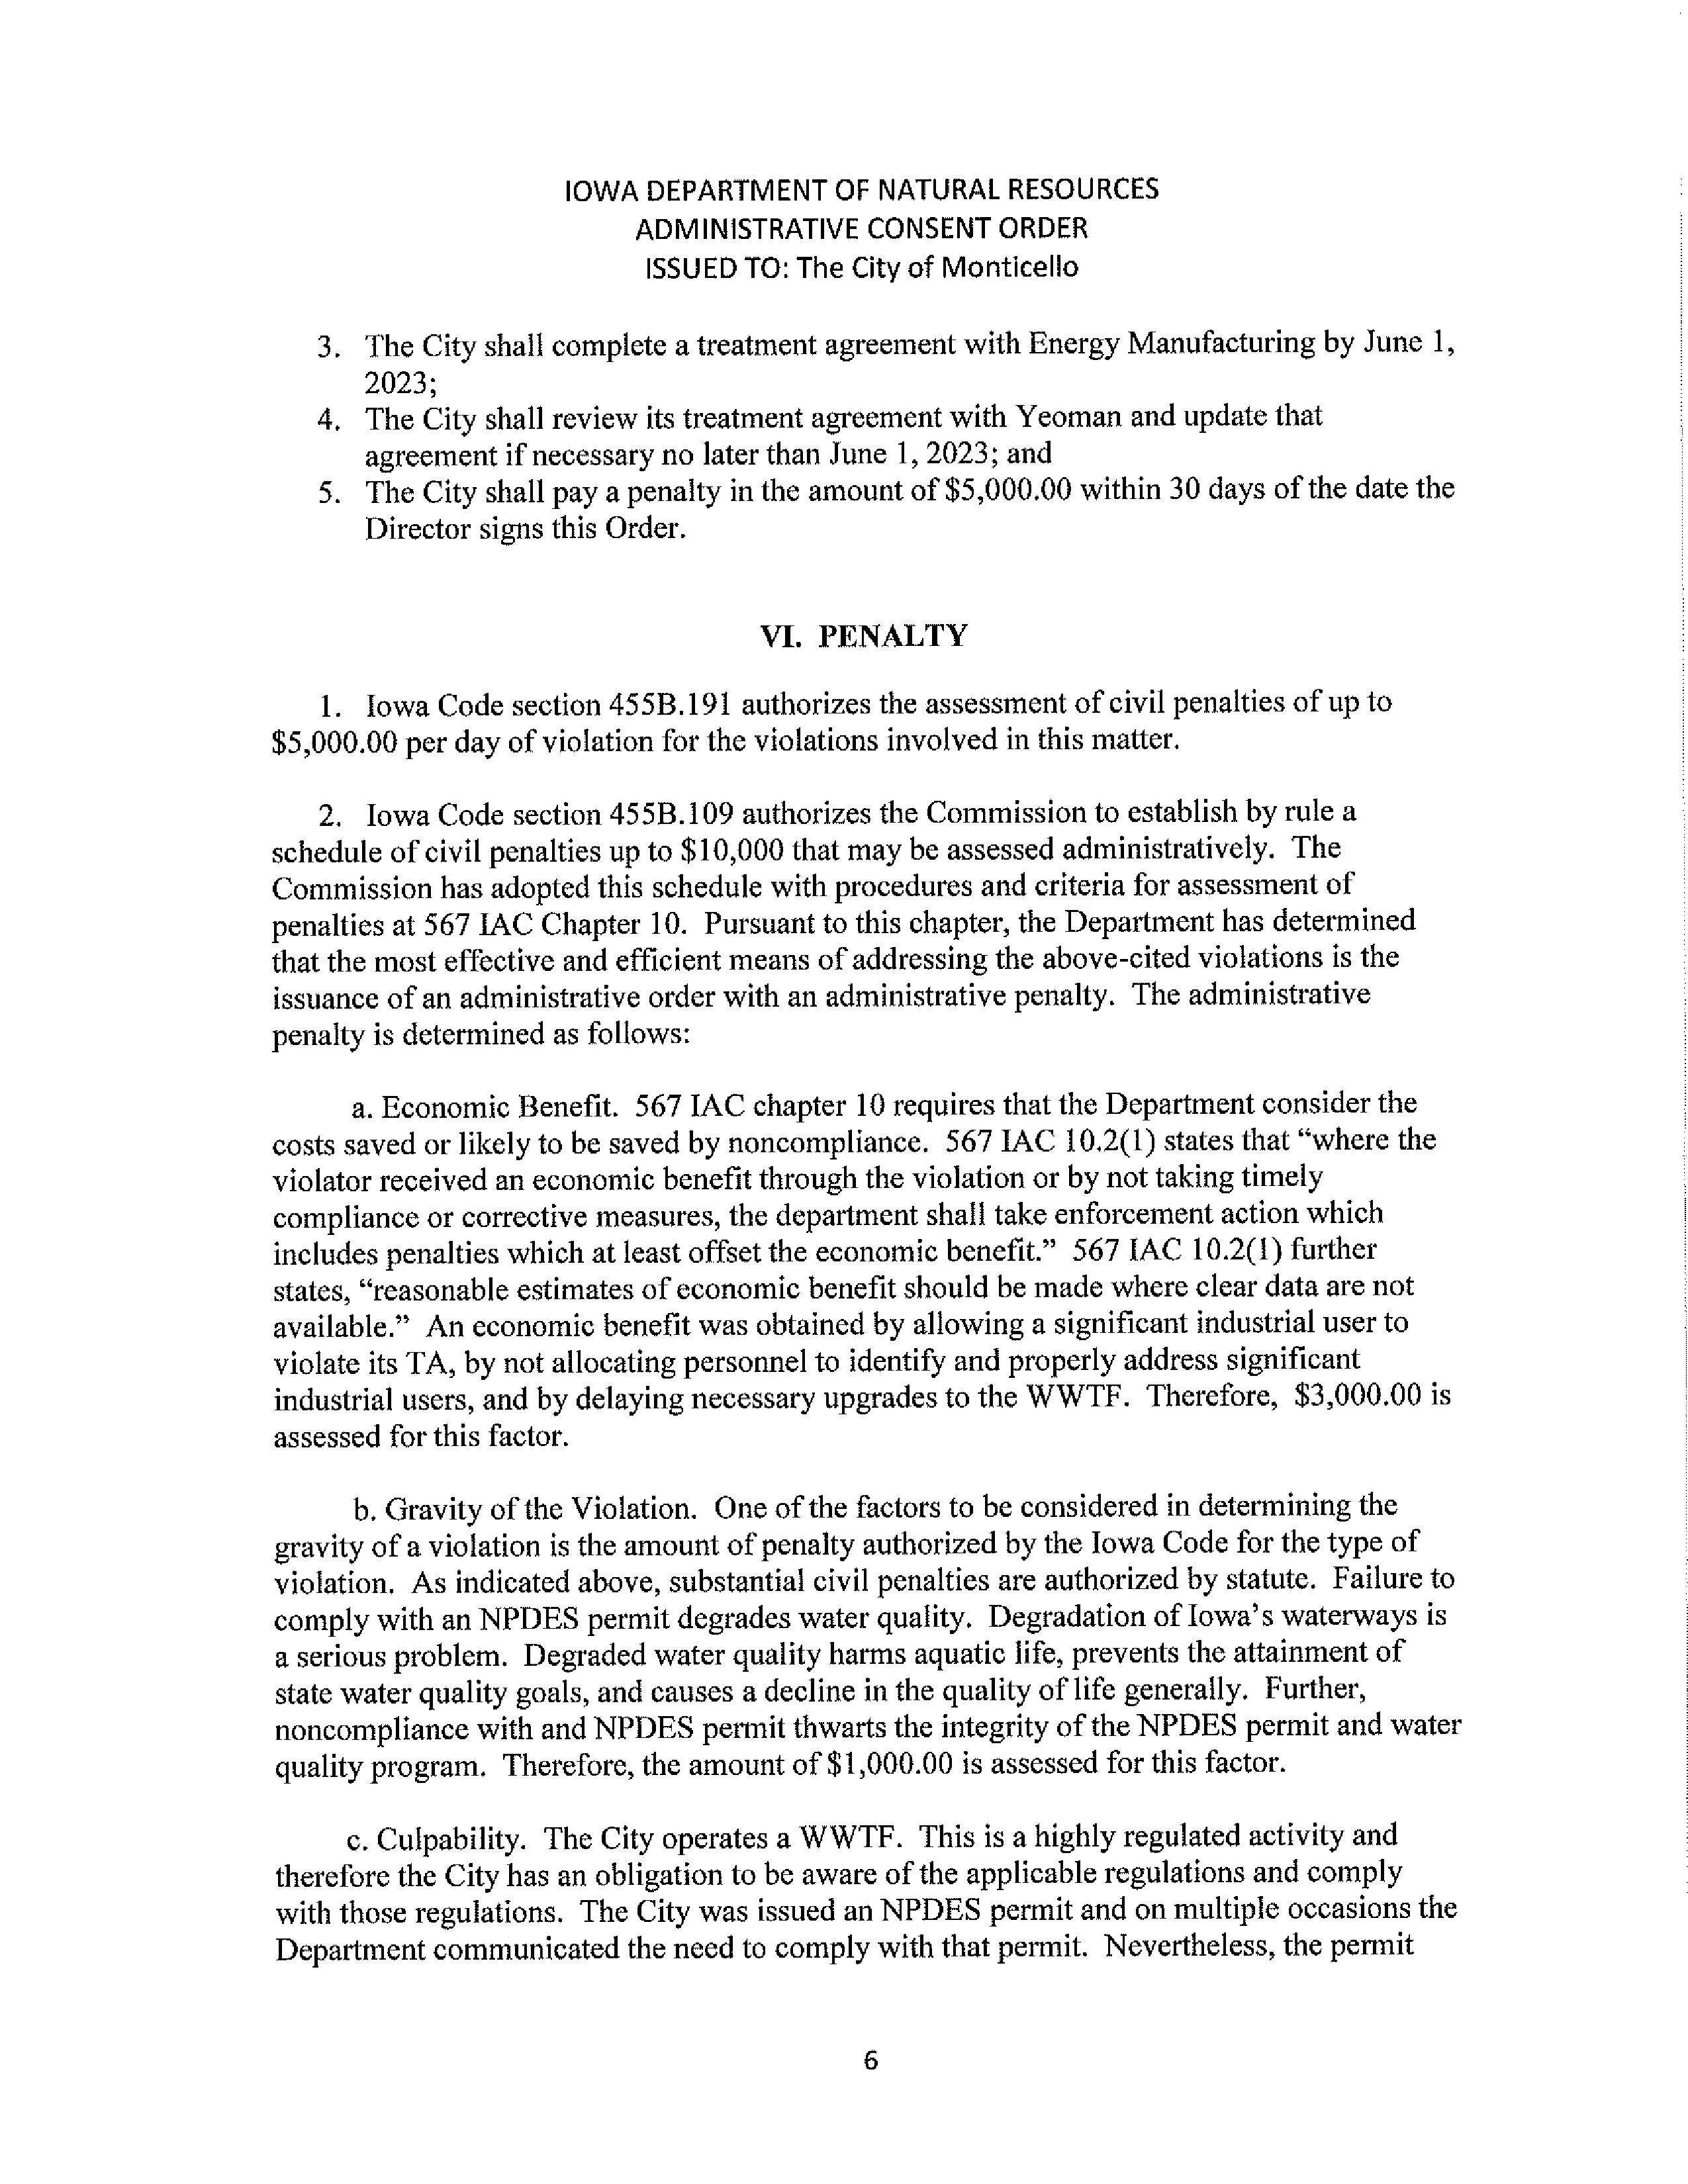 IOWA DEPARTMENT OF NATURAL RESOURCES
ADMINISTRATIVE CONSENT ORDER
ISSUED TO: The City of Monticello
3. The City shall complete a treatment agreement with Energy Manufacturing by June 1,
2023;
4. The City shall review its treatment agreement with Yeoman and update that
agreement if necessary no later than June 1, 2023; and
5. The City shall pay a penalty in the amount of $5,000.00 within 30 days of the date the
Director signs this Order.
VI. PENALTY
1. Iowa Code section 455B.191 authorizes the assessment of civil penalties of up to
$5,000.00 per day of violation for the violations involved in this matter.
2. Iowa Code section 455B.109 authorizes the Commission to establish by rule a
schedule of civil penalties up to $10,000 that may be assessed administratively. The
Commission has adopted this schedule with procedures and criteria for assessment of
penalties at 567 IAC Chapter 10. Pursuant to this chapter, the Department has determined
that the most effective and efficient means of addressing the above-cited violations is the
issuance of an administrative order with an administrative penalty. The administrative
penalty is determined as follows:
a. Economic Benefit. 567 IAC chapter 10 requires that the Department consider the
costs saved or likely to be saved by noncompliance. 567 IAC 10.2(1) states that “where the
violator received an economic benefit through the violation or by not taking timely
compliance or corrective measures, the department shall take enforcement action which
includes penalties which at least offset the economic benefit.” 567 IAC 10.2(1) further
states, “reasonable estimates of economic benefit should be made where clear data are not
available.” An economic benefit was obtained by allowing a significant industrial user to
violate its TA, by not allocating personnel to identify and properly address significant
industrial users, and by delaying necessary upgrades to the WWTF. Therefore, $3,000.00 is
assessed for this factor.
b. Gravity of the Violation. One of the factors to be considered in determining the
gravity of a violation is the amount of penalty authorized by the Iowa Code for the type of
violation. As indicated above, substantial civil penalties are authorized by statute. Failure to
comply with an NPDES permit degrades water quality. Degradation of Iowa’s waterways is
a serious problem. Degraded water quality harms aquatic life, prevents the attainment of
state water quality goals, and causes a decline in the quality of life generally. Further,
noncompliance with and NPDES permit thwarts the integrity of the NPDES permit and water
quality program. Therefore, the amount of $1,000.00 is assessed for this factor.
c. Culpability. The City operates a WWTF. This is a highly regulated activity and
therefore the City has an obligation to be aware of the applicable regulations and comply
with those regulations. The City was issued an NPDES permit and on multiple occasions the
Department communicated the need to comply with that permit. Nevertheless, the permit
6